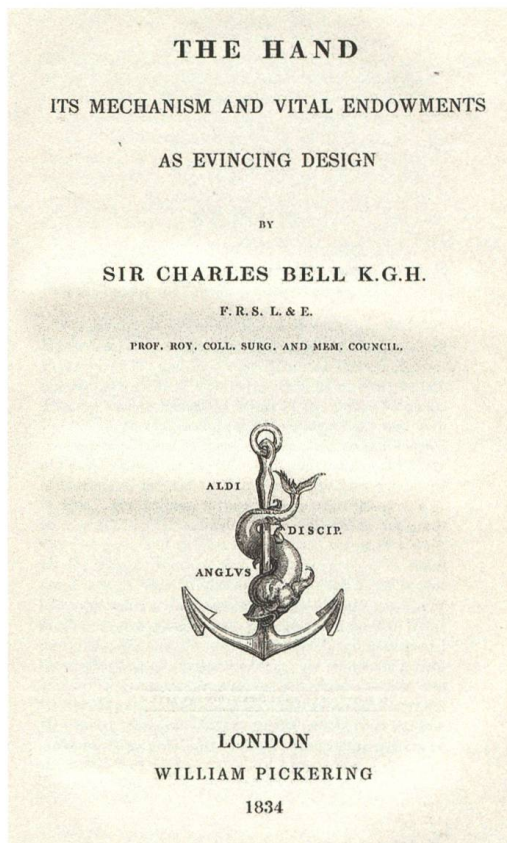 THE HAND
ITS MECHANISM AND VITAL ENDOWMENTS
AS EVINCING DESIGN
BY
SIR CHARLES BELL K.G.H.
F.R.S. L. & E.
PROF. ROY. COLL. SURG. AND MEM. COUNCIL.
ALDI
DISCIP.
ANGLVS
LONDON
WILLIAM PICKERING
1834